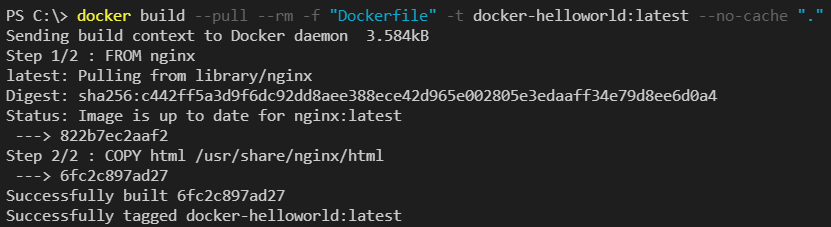 PS C:\> docker build --pull --rm -f "Dockerfile" -t docker-helloworld:latest --no-cache "."
Sending build context to Docker daemon  3.584kB
Step 1/2 : FROM nginx
latest: Pulling from library/nginx
Digest: sha256:c442ff5a3d9f6dc92dd8aee388ece42d965e002805e3edaaff34e79d8ee6d0a4
Status: Image is up to date for nginx:latest
 ---> 822b7ec2aaf2
Step 2/2 : COPY html /usr/share/nginx/html
 ---> 6fc2c897ad27
Successfully built 6fc2c897ad27
Successfully tagged docker-helloworld:latest